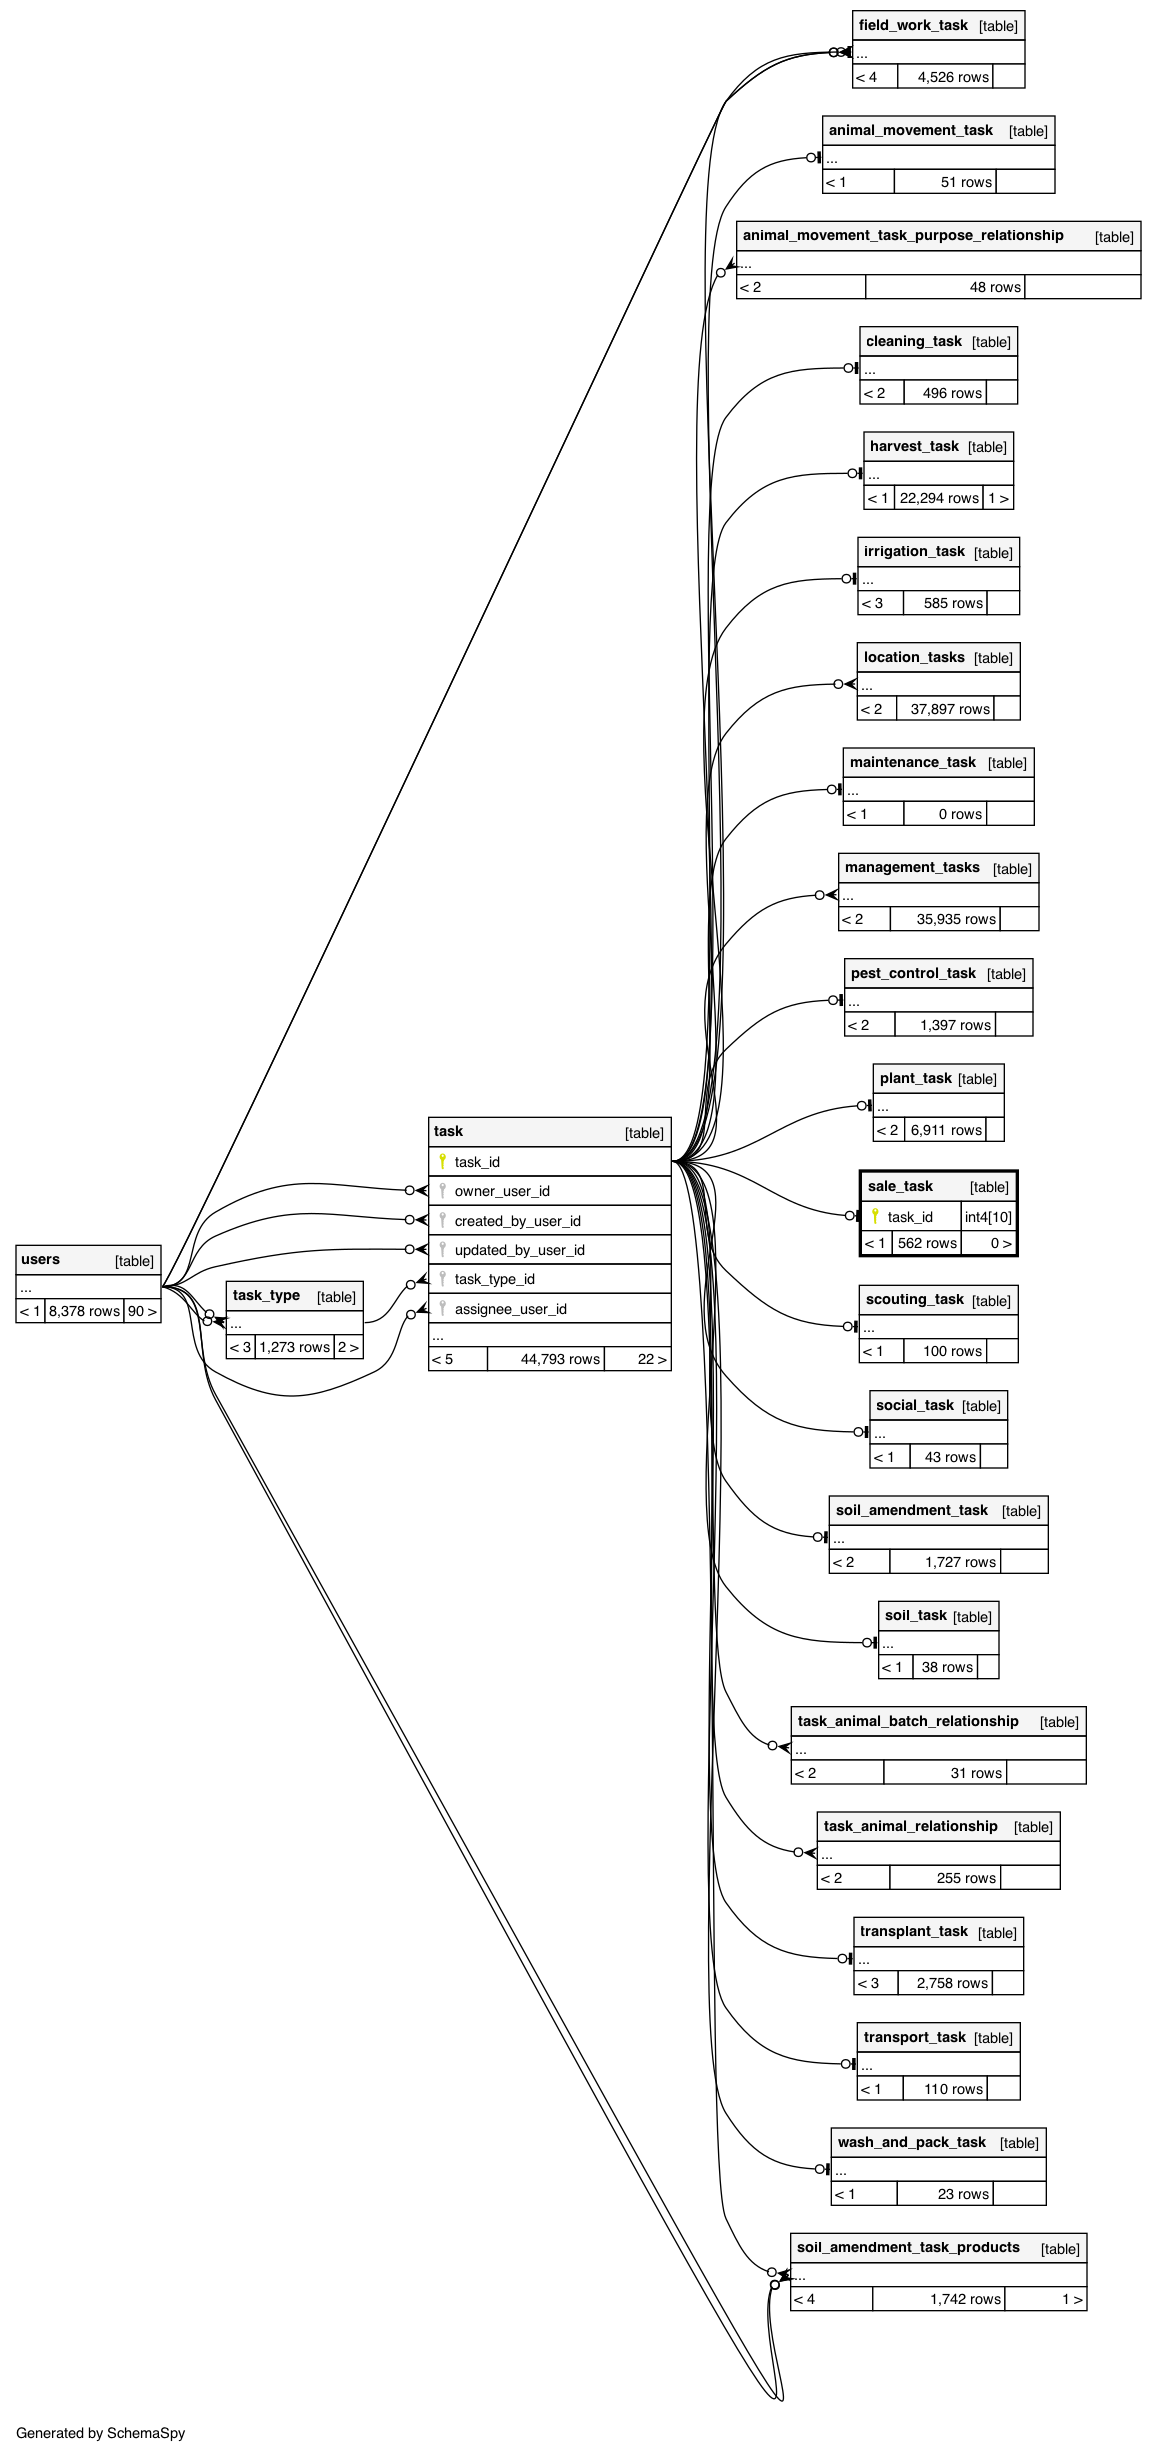 field_work_task [table]
...
< 4 4,526 rows
animal_movement_task [table]
...
< 1 51 rows
animal_movement_task_purpose_relationship [table]
...
< 2 48 rows
cleaning_task [table]
...
< 2 496 rows
harvest_task [table]
...
< 1 22,294 rows 1 >
irrigation_task [table]
...
< 3 585 rows
location_tasks [table]
...
< 2 37,897 rows
maintenance_task [table]
...
< 1 0 rows
management_tasks [table]
...
< 2 35,935 rows
pest_control_task [table]
...
< 2 1,397 rows
plant_task [table]
...
< 2 6,911 rows
task [table]
task_id
owner_user_id
created_by_user_id
updated_by_user_id
task_type_id
assignee_user_id
...
< 5 44,793 rows 22 >
sale_task [table]
task_id int4[10]
< 1 562 rows 0 >
users [table]
...
< 1 8,378 rows 90 >
task_type [table]
...
< 3 1,273 rows 2 >
scouting_task [table]
...
< 1 100 rows
social_task [table]
...
< 1 43 rows
soil_amendment_task [table]
...
< 2 1,727 rows
soil_task [table]
...
< 1 38 rows
task_animal_batch_relationship [table]
...
< 2 31 rows
task_animal_relationship [table]
...
< 2 255 rows
transplant_task [table]
...
< 3 2,758 rows
transport_task [table]
...
< 1 110 rows
wash_and_pack_task [table]
...
< 1 23 rows
soil_amendment_task_products [table]
...
< 4 1,742 rows 1 >
Generated by SchemaSpy